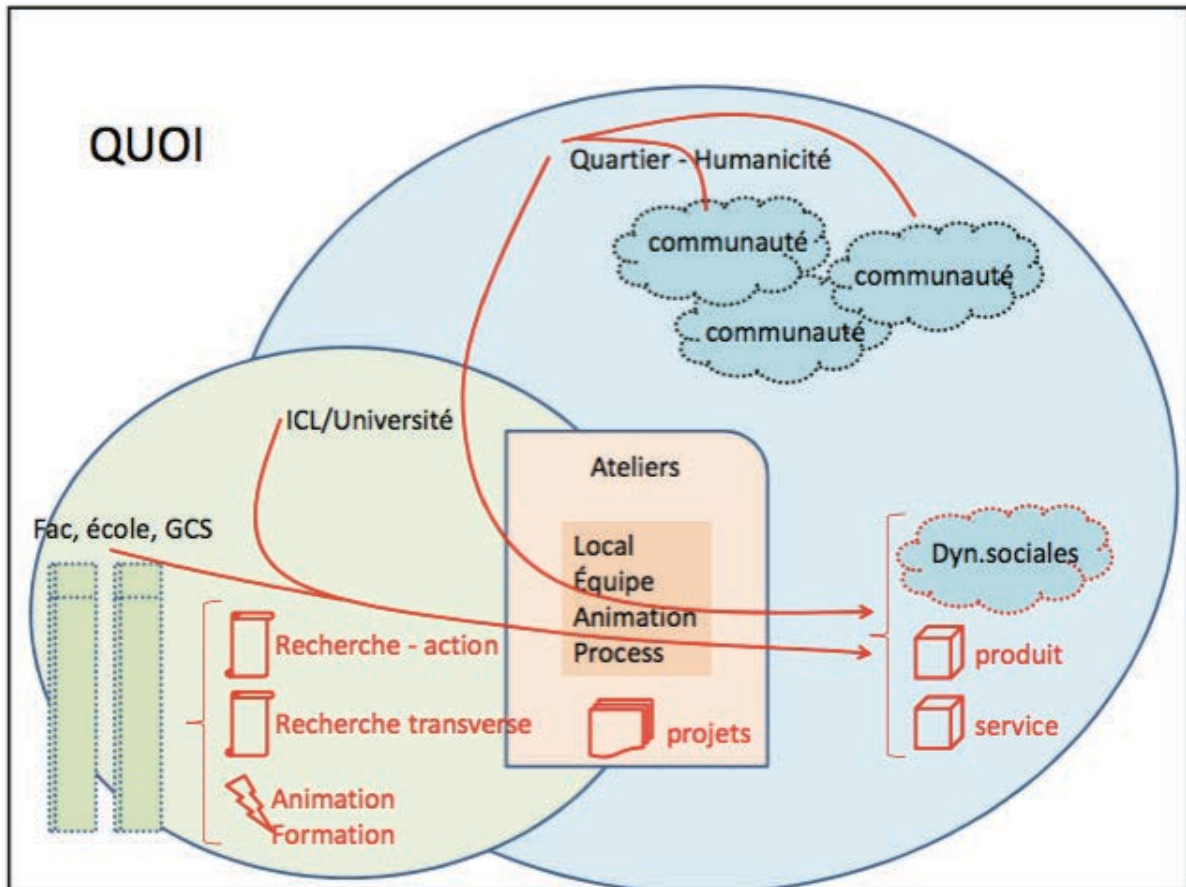 QUOI
Quartier - Humanicité
communauté
communauté
communauté
ICL/Université
Ateliers
Fac, école, GCS
Local
Équipe
Animation
Process
Dyn.sociales
Recherche - action
produit
Recherche transverse
projets
service
Animation
Formation